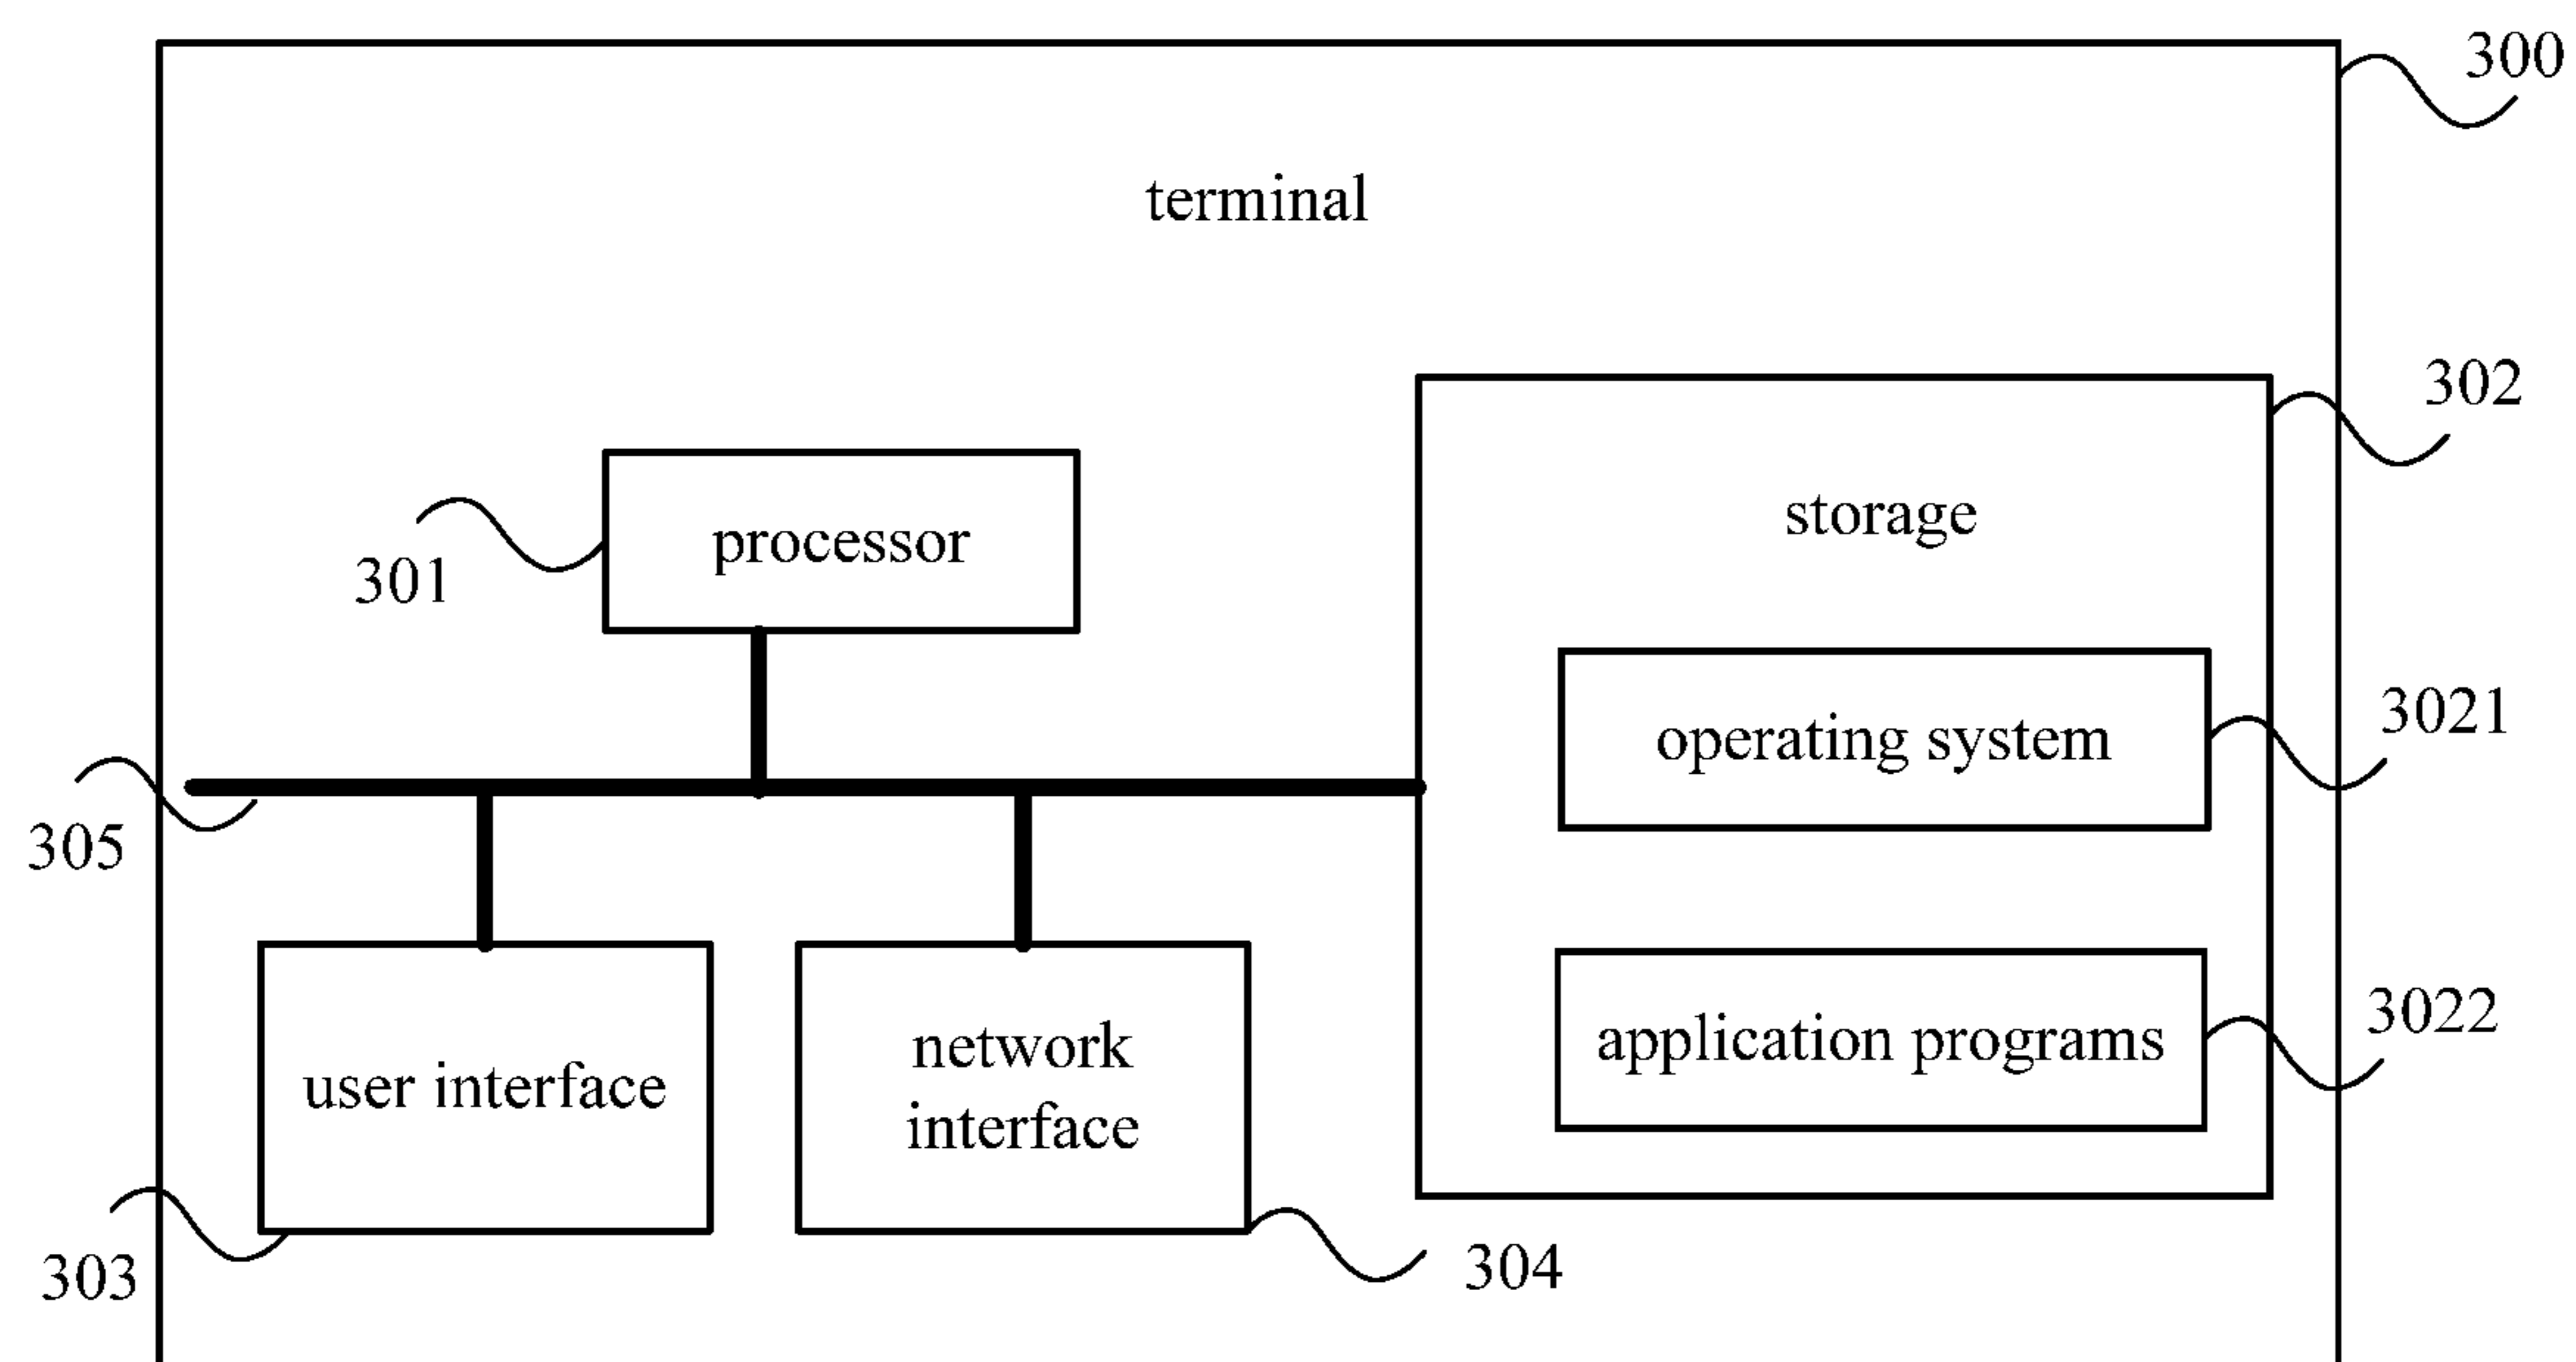 300
terminal
302
storage
processor
301
operating system
3021
305
application programs
3022
user interface
network
interface
303
304